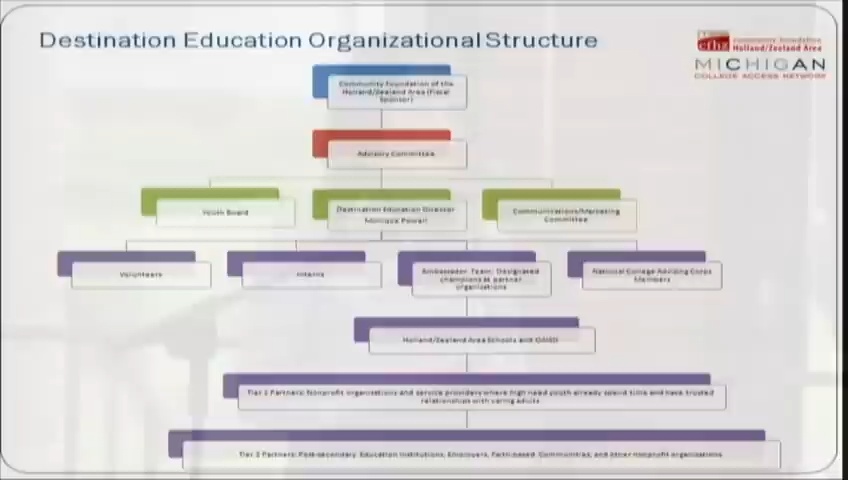 Destination Education Organizational Structure
cfhz community foundation
Holland/Zeeland Area
MICHIGAN
COLLEGE ACCESS NETWORK
Community Foundation of the
Holland/Zeeland Area (Fiscal
Sponsor)
Advisory Committee
Youth Board
Destination Education Director
Communications/Marketing
Committee
Volunteers
Interns
Ambassador Team: Designated
champions at partner
organizations
National College Advising Corps
Members
Holland/Zeeland Area Schools and OAISD
Tier 1 Partners: Nonprofit organizations and service providers where high need youth already spend time and have trusted
relationships with caring adults
Tier 2 Partners: Post-secondary Education Institutions, Employers, Faith-based, Communities, and other nonprofit organizations